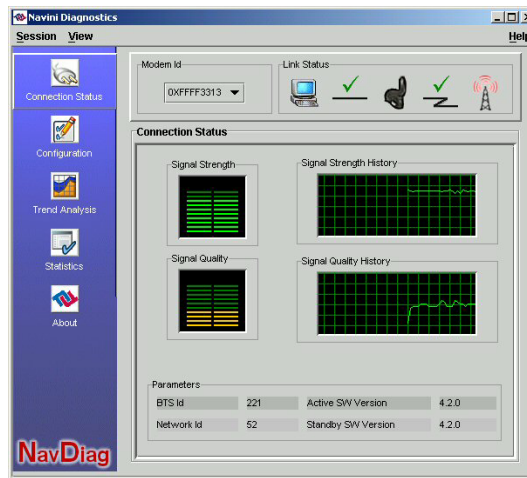 Navini Diagnostics
Session View Help
Connection Status
Configuration
Trend Analysis
Statistics
About
NavDiag
Modem Id
0XFFFF3313
Link Status
Connection Status
Signal Strength
Signal Strength History
Signal Quality
Signal Quality History
Parameters
BTS Id 221 Active SW Version 4.2.0
Network Id 52 Standby SW Version 4.2.0